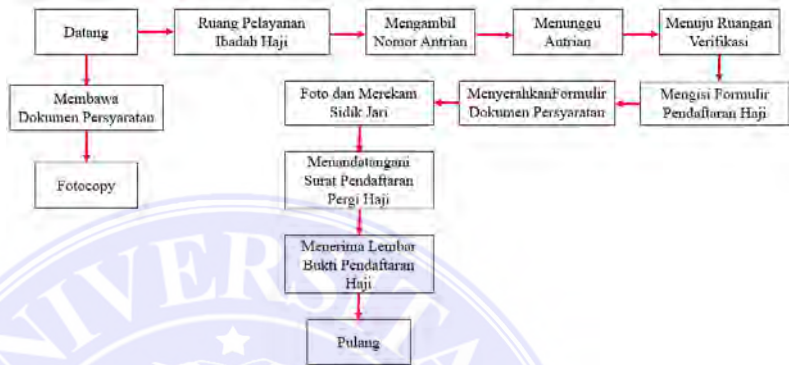 Datang
Ruang Pelayanan
Ibadah Haji
Mengambil
Nomor Antrian
Menunggu
Antrian
Menuju Ruangan
Verifikasi
Membawa
Dokumen Persyaratan
Foto dan Merekam
Sidik Jari
MenyerahkanFormulir
Dokumen Persyaratan
Mengisi Formulir
Pendaftaran Haji
Fotocopy
Menandatangani
Surat Pendaftaran
Pergi Haji
Menerima Lembar
Bukti Pendaftaran
Haji
Pulang
IVERSITA